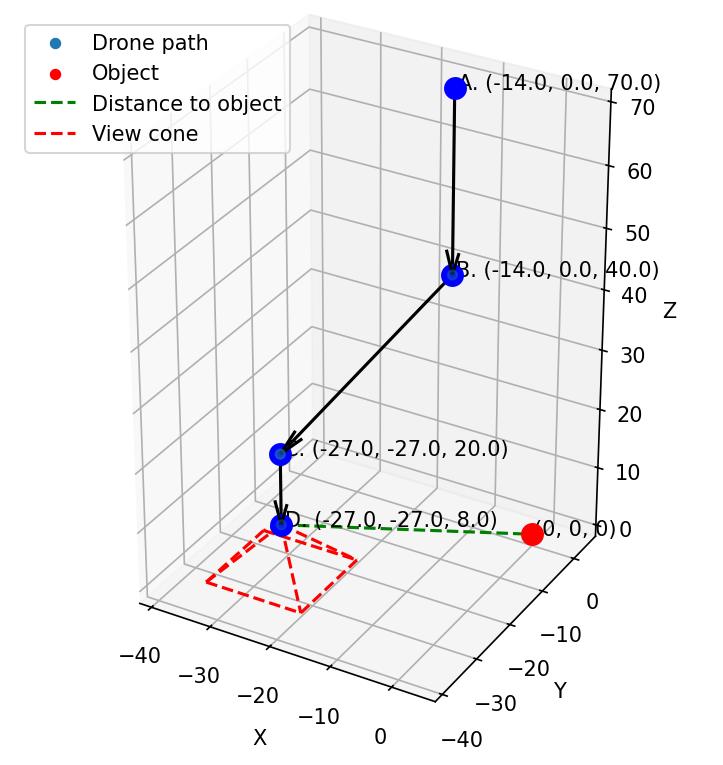 Drone path
Object
Distance to object
View cone
A. (-14.0, 0.0, 70.0)
B. (-14.0, 0.0, 40.0)
C. (-27.0, -27.0, 20.0)
D. (-27.0, -27.0, 8.0)
(0, 0, 0)
70
60
50
40
30
20
10
0
Z
0
−10
−20
−30
−40
Y
−40
−30
−20
−10
0
X